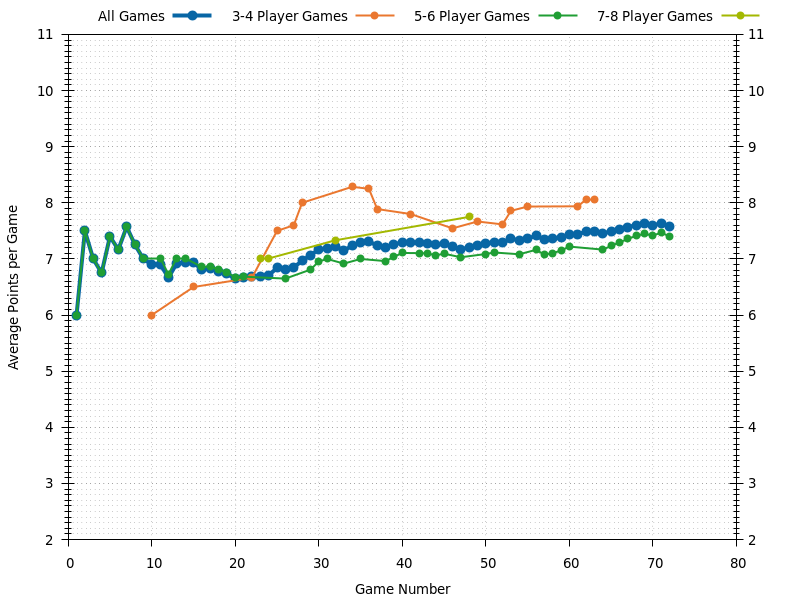 All Games 3-4 Player Games 5-6 Player Games 7-8 Player Games
11 11
10 10
9 9
8 8
7 7
6 6
5 5
4 4
3 3
2 2
Average Points per Game
0 10 20 30 40 50 60 70 80
Game Number